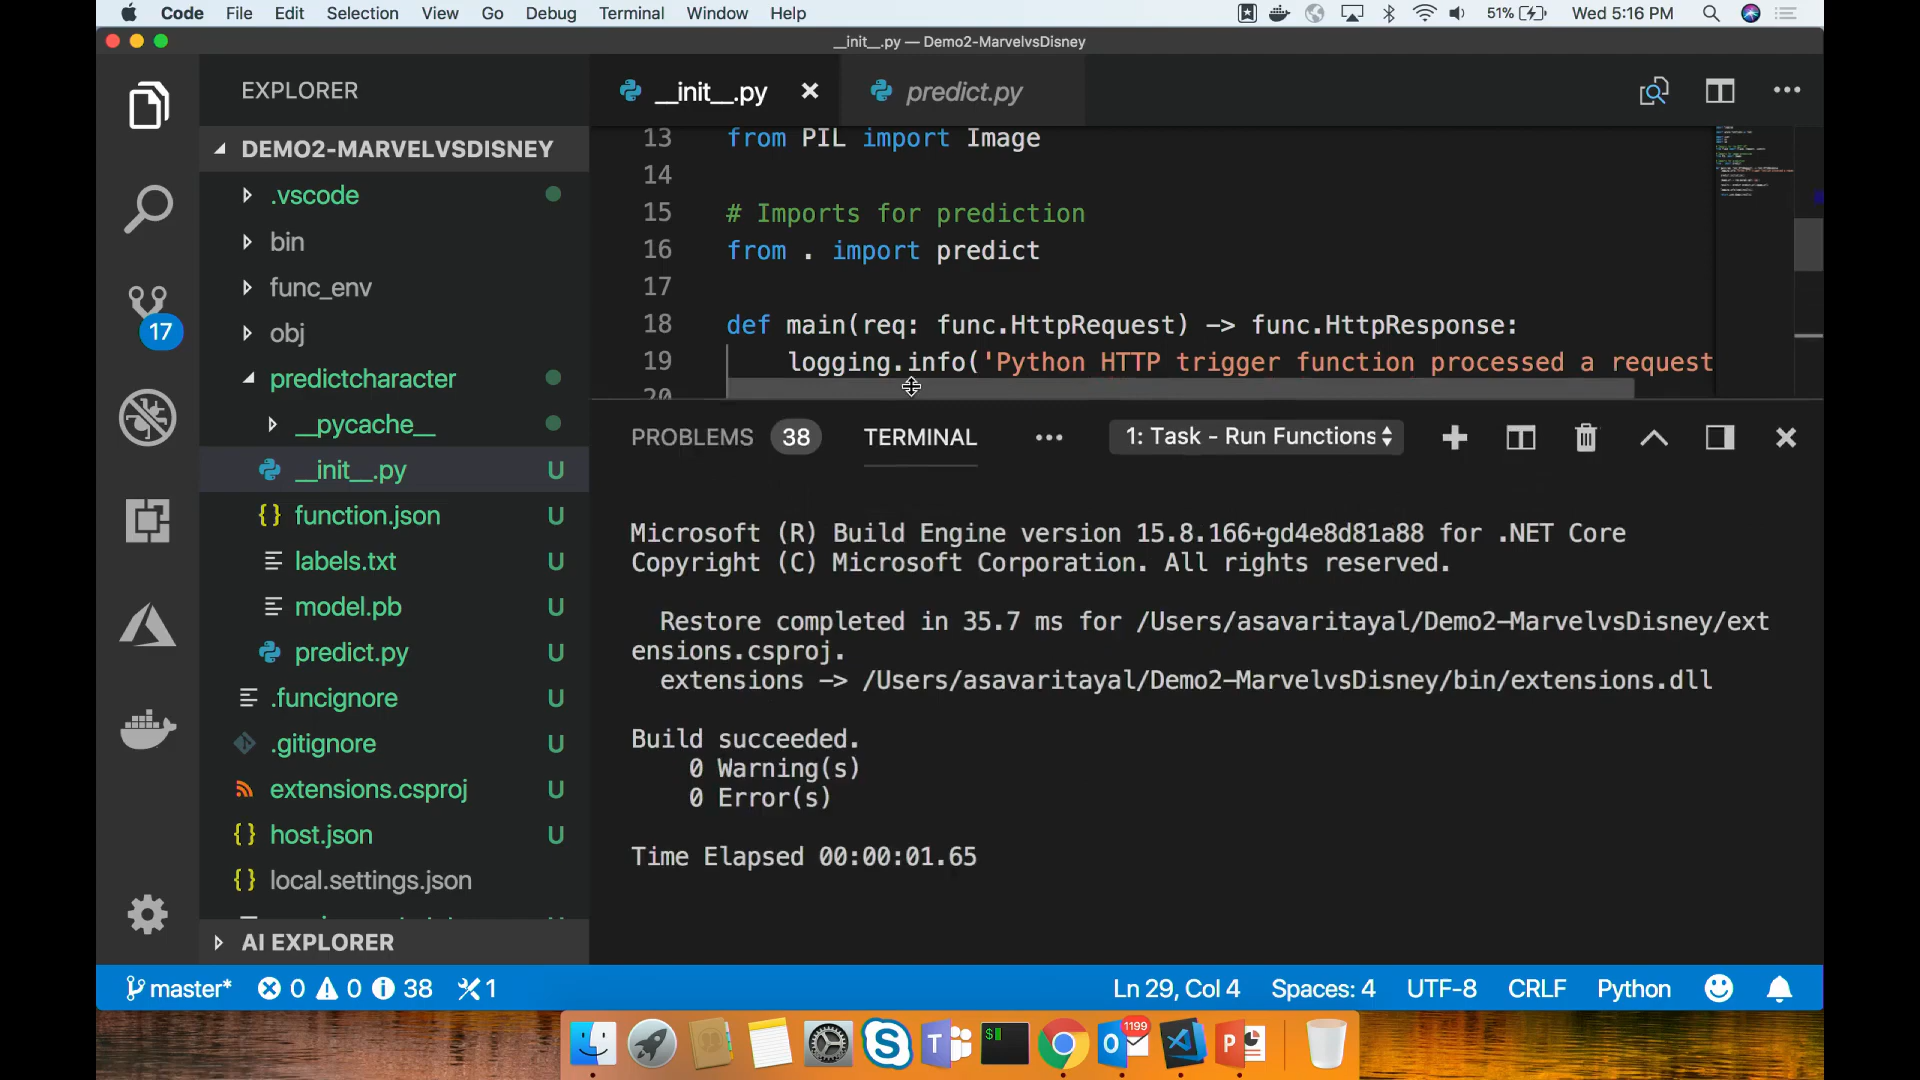 Code File Edit Selection View Go Debug Terminal Window Help 51% Wed 5:16 PM
__init__.py — Demo2-MarvelvsDisney
EXPLORER
DEMO2-MARVELVSDISNEY
.vscode
bin
func_env
obj
predictcharacter
__pycache__
__init__.py U
{} function.json U
labels.txt U
model.pb U
predict.py U
.funcignore U
.gitignore U
extensions.csproj U
{} host.json U
{} local.settings.json
AI EXPLORER
17
__init__.py predict.py
13 from PIL import Image
14
15 # Imports for prediction
16 from . import predict
17
18 def main(req: func.HttpRequest) -> func.HttpResponse:
19 logging.info('Python HTTP trigger function processed a request
20
PROBLEMS 38 TERMINAL 1: Task - Run Functions
Microsoft (R) Build Engine version 15.8.166+gd4e8d81a88 for .NET Core
Copyright (C) Microsoft Corporation. All rights reserved.
Restore completed in 35.7 ms for /Users/asavaritayal/Demo2-MarvelvsDisney/ext
ensions.csproj.
extensions -> /Users/asavaritayal/Demo2-MarvelvsDisney/bin/extensions.dll
Build succeeded.
0 Warning(s)
0 Error(s)
Time Elapsed 00:00:01.65
master* 0 0 38 1 Ln 29, Col 4 Spaces: 4 UTF-8 CRLF Python
1199